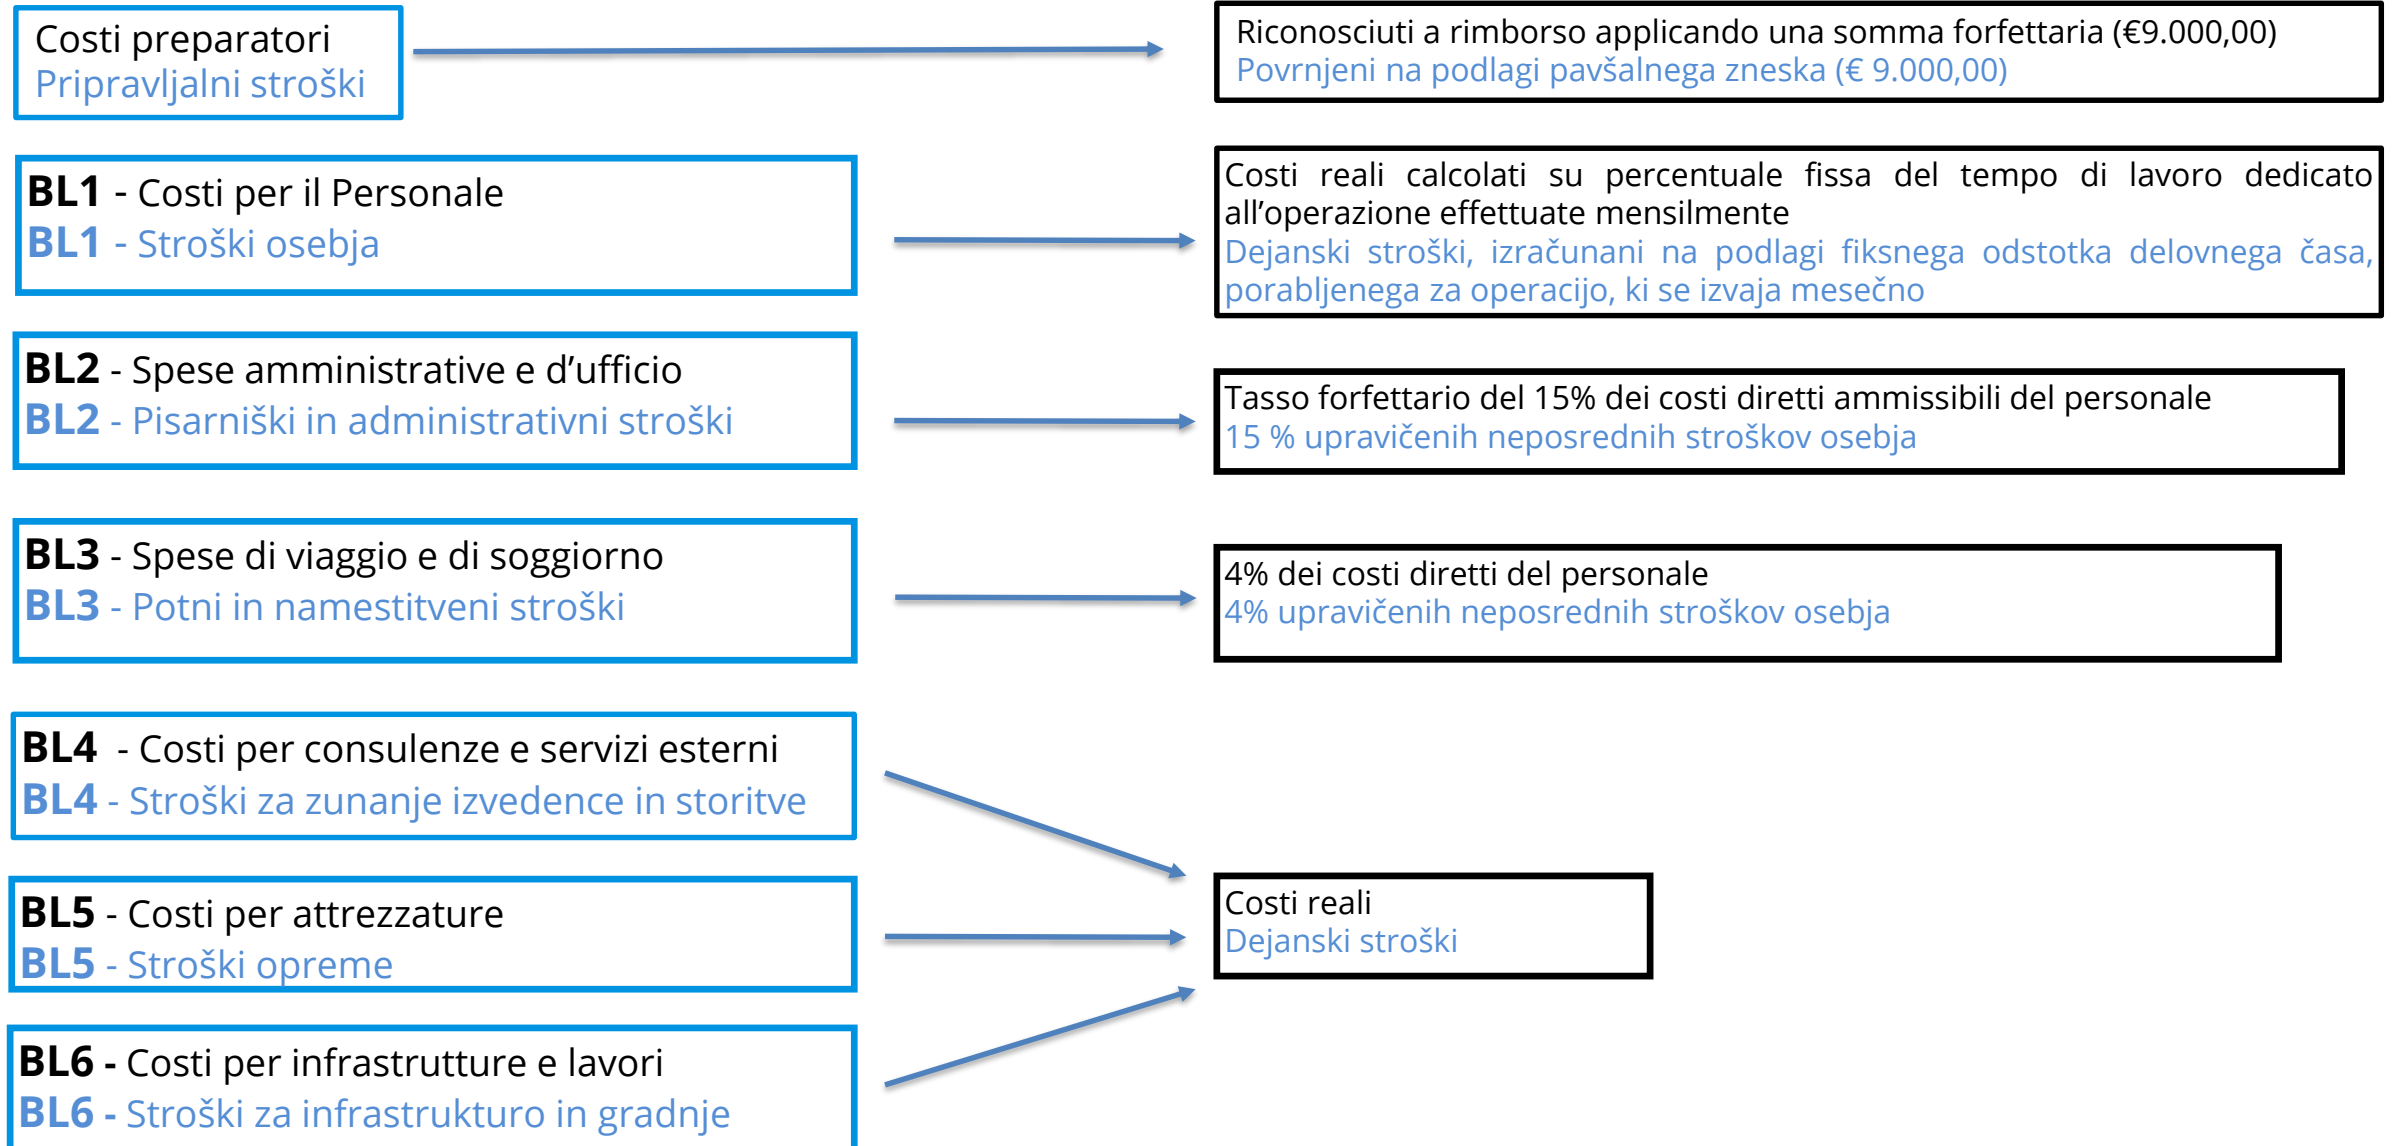 Costi preparatori
Pripravljalni stroški
Riconosciuti a rimborso applicando una somma forfettaria (€9.000,00)
Povrnjeni na podlagi pavšalnega zneska (€ 9.000,00)
BL1 - Costi per il Personale
BL1 - Stroški osebja
Costi reali calcolati su percentuale fissa del tempo di lavoro dedicato
all’operazione effettuate mensilmente
Dejanski stroški, izračunani na podlagi fiksnega odstotka delovnega časa,
porabljenega za operacijo, ki se izvaja mesečno
BL2 - Spese amministrative e d’ufficio
BL2 - Pisarniški in administrativni stroški
Tasso forfettario del 15% dei costi diretti ammissibili del personale
15 % upravičenih neposrednih stroškov osebja
BL3 - Spese di viaggio e di soggiorno
BL3 - Potni in namestitveni stroški
4% dei costi diretti del personale
4% upravičenih neposrednih stroškov osebja
BL4 - Costi per consulenze e servizi esterni
BL4 - Stroški za zunanje izvedence in storitve
BL5 - Costi per attrezzature
BL5 - Stroški opreme
Costi reali
Dejanski stroški
BL6 - Costi per infrastrutture e lavori
BL6 - Stroški za infrastrukturo in gradnje